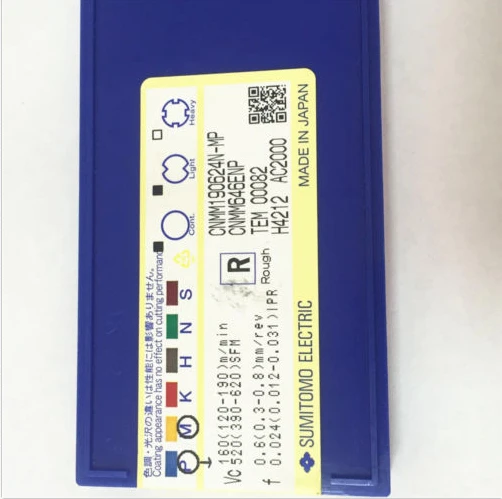 色調・光沢の違いは性能には影響ありません。
Coating appearance has no effect on cutting performance
P M K H N S
Cont. Light Heavy
R
Rough
CNMM190624N-MP
CNMM646ENP
TEM 00082
H4212 AC2000
VC 160(120-190)m/min
520(390-620)SFM
f 0.6(0.3-0.8)mm/rev
0.024(0.012-0.031)IPR
SUMITOMO ELECTRIC
MADE IN JAPAN